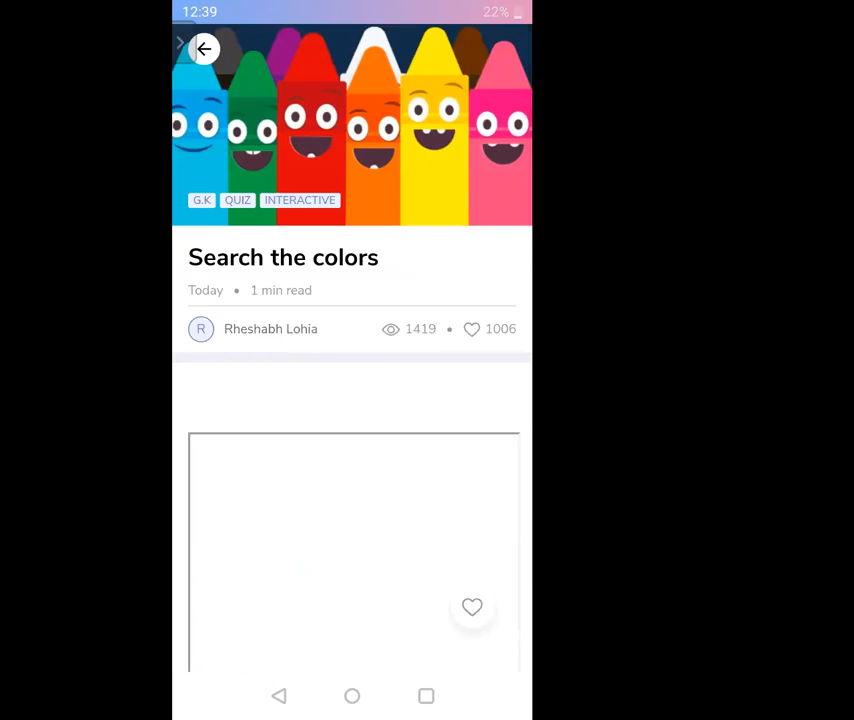 12:39 22%
G.K QUIZ INTERACTIVE
Search the colors
Today • 1 min read
R Rheshabh Lohia 1419 • 1006